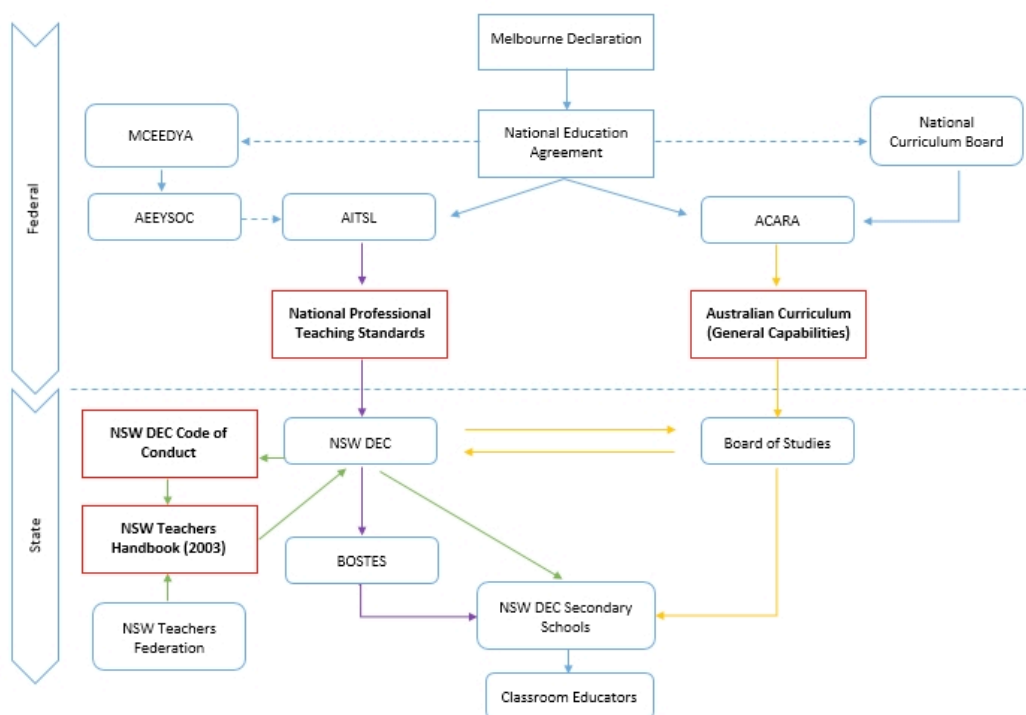 Melbourne Declaration
MCEEDYA
National Education
Agreement
National
Curriculum Board
Federal
AEEYSOC
AITSL
ACARA
National Professional
Teaching Standards
Australian Curriculum
(General Capabilities)
NSW DEC Code of
Conduct
NSW DEC
Board of Studies
State
NSW Teachers
Handbook (2003)
BOSTES
NSW Teachers
Federation
NSW DEC Secondary
Schools
Classroom Educators